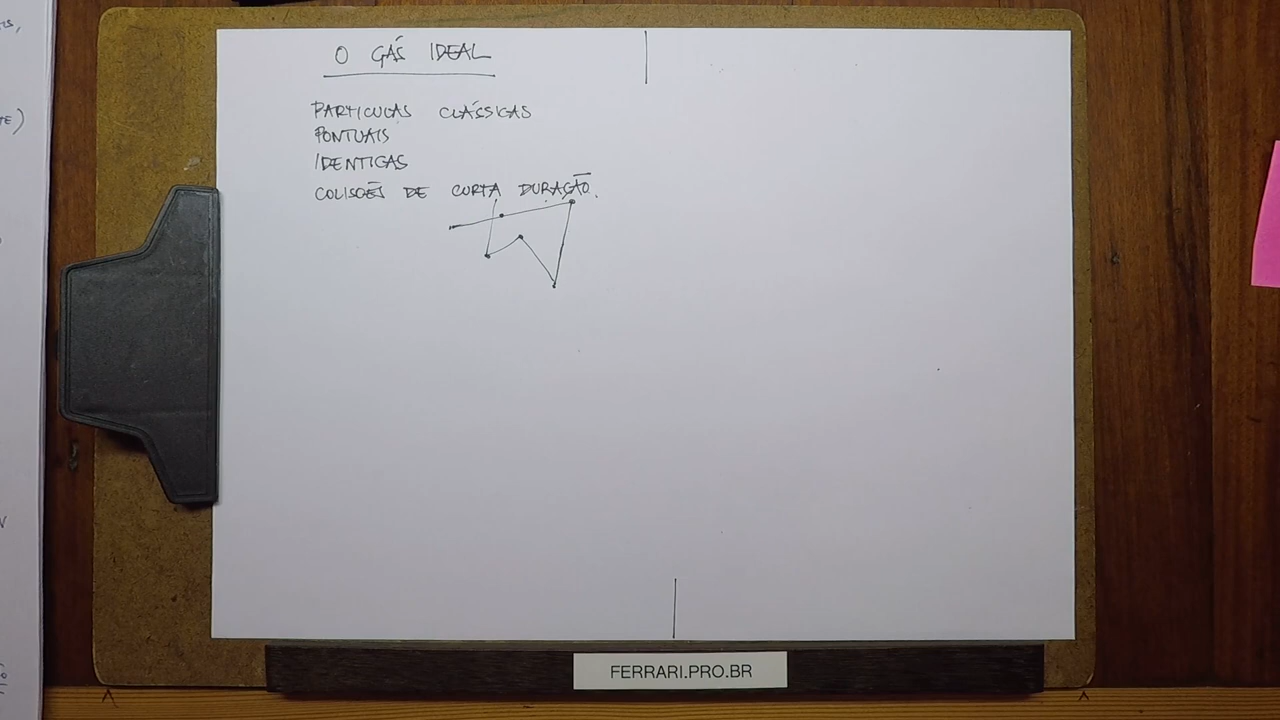 O GÁS IDEAL
PARTICULAS CLÁSSICAS
PONTUAIS
IDENTICAS
COLISÕES DE CURTA DURAÇÃO.
FERRARI.PRO.BR